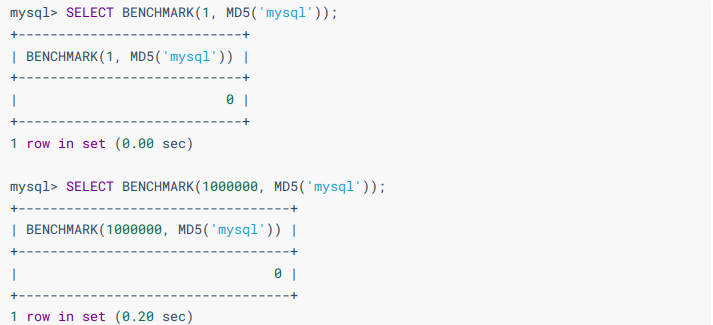 mysql> SELECT BENCHMARK(1, MD5('mysql'));
+----------------------------+
| BENCHMARK(1, MD5('mysql')) |
+----------------------------+
|                          0 |
+----------------------------+
1 row in set (0.00 sec)

mysql> SELECT BENCHMARK(1000000, MD5('mysql'));
+----------------------------------+
| BENCHMARK(1000000, MD5('mysql')) |
+----------------------------------+
|                                0 |
+----------------------------------+
1 row in set (0.20 sec)